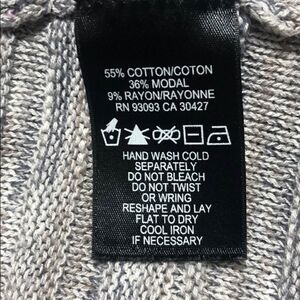 55% COTTON/COTON
36% MODAL
9% RAYON/RAYONNE
RN 93093 CA 30427
HAND WASH COLD
SEPARATELY
DO NOT BLEACH
DO NOT TWIST
OR WRING
RESHAPE AND LAY
FLAT TO DRY
COOL IRON
IF NECESSARY